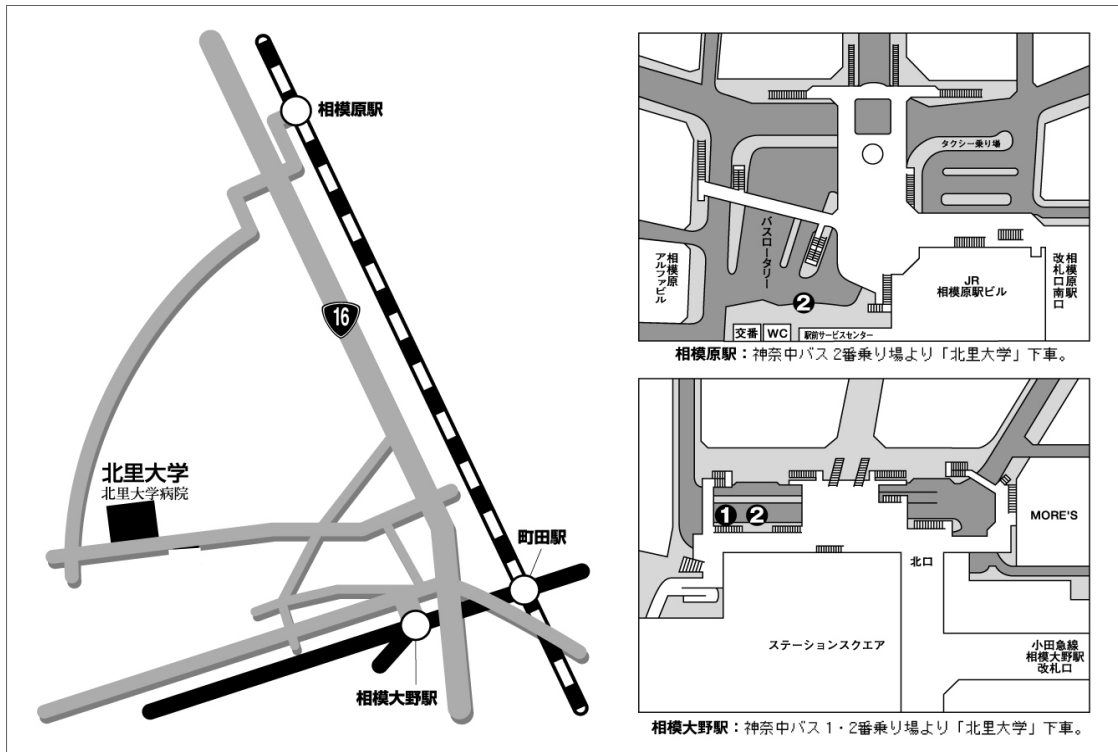 相模原駅
16
北里大学
北里大学病院
町田駅
相模大野駅
タクシー乗り場
バスロータリー
相模原
アルファビル
JR
相模原駅ビル
相模原駅
改札口南口
2
交番
WC
駅前サービスセンター
相模原駅：神奈中バス 2番乗り場より「北里大学」下車。
1
2
MORE'S
北口
ステーションスクエア
小田急線
相模大野駅
改札口
相模大野駅：神奈中バス 1・2番乗り場より「北里大学」下車。